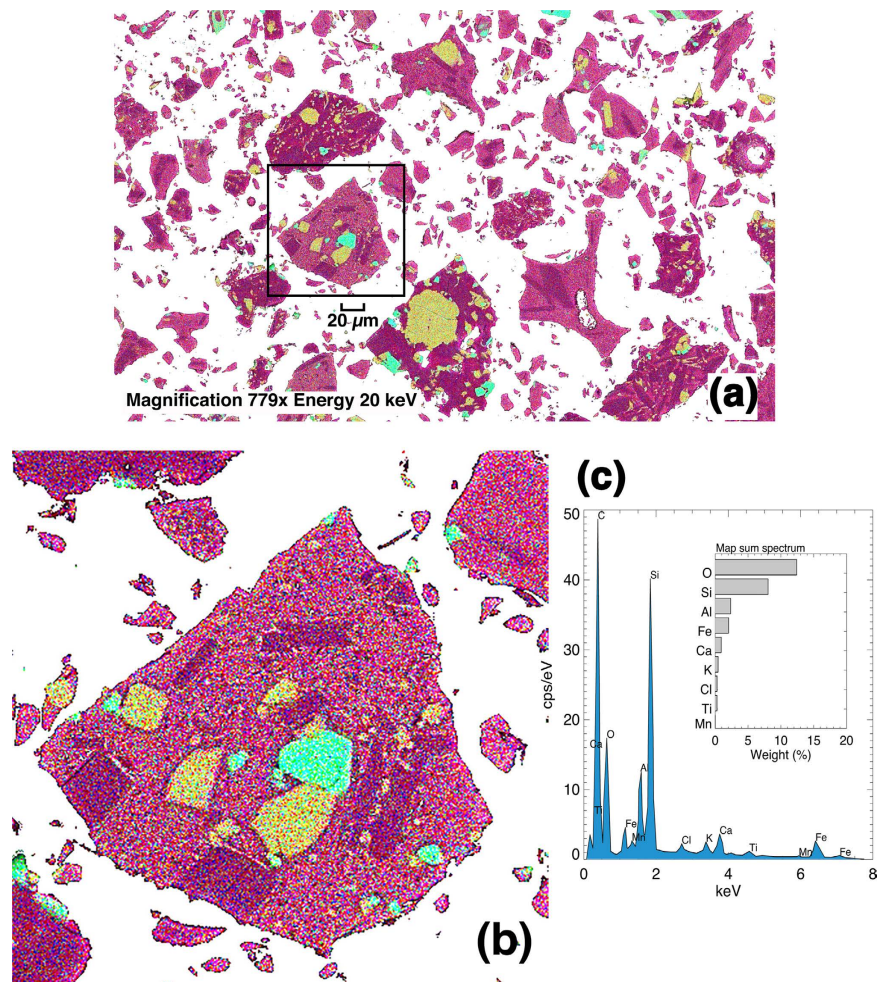 20 µm
Magnification 779x Energy 20 keV
(a)
(b)
(c)
50
40
30
20
10
0
cps/eV
C
Ca
Ti
O
Fe
Mn
Al
Si
Cl
K
Ca
Ti
Mn
Fe
Fe
0 2 4 6 8
keV
Map sum spectrum
O
Si
Al
Fe
Ca
K
Cl
Ti
Mn
0 5 10 15 20
Weight (%)